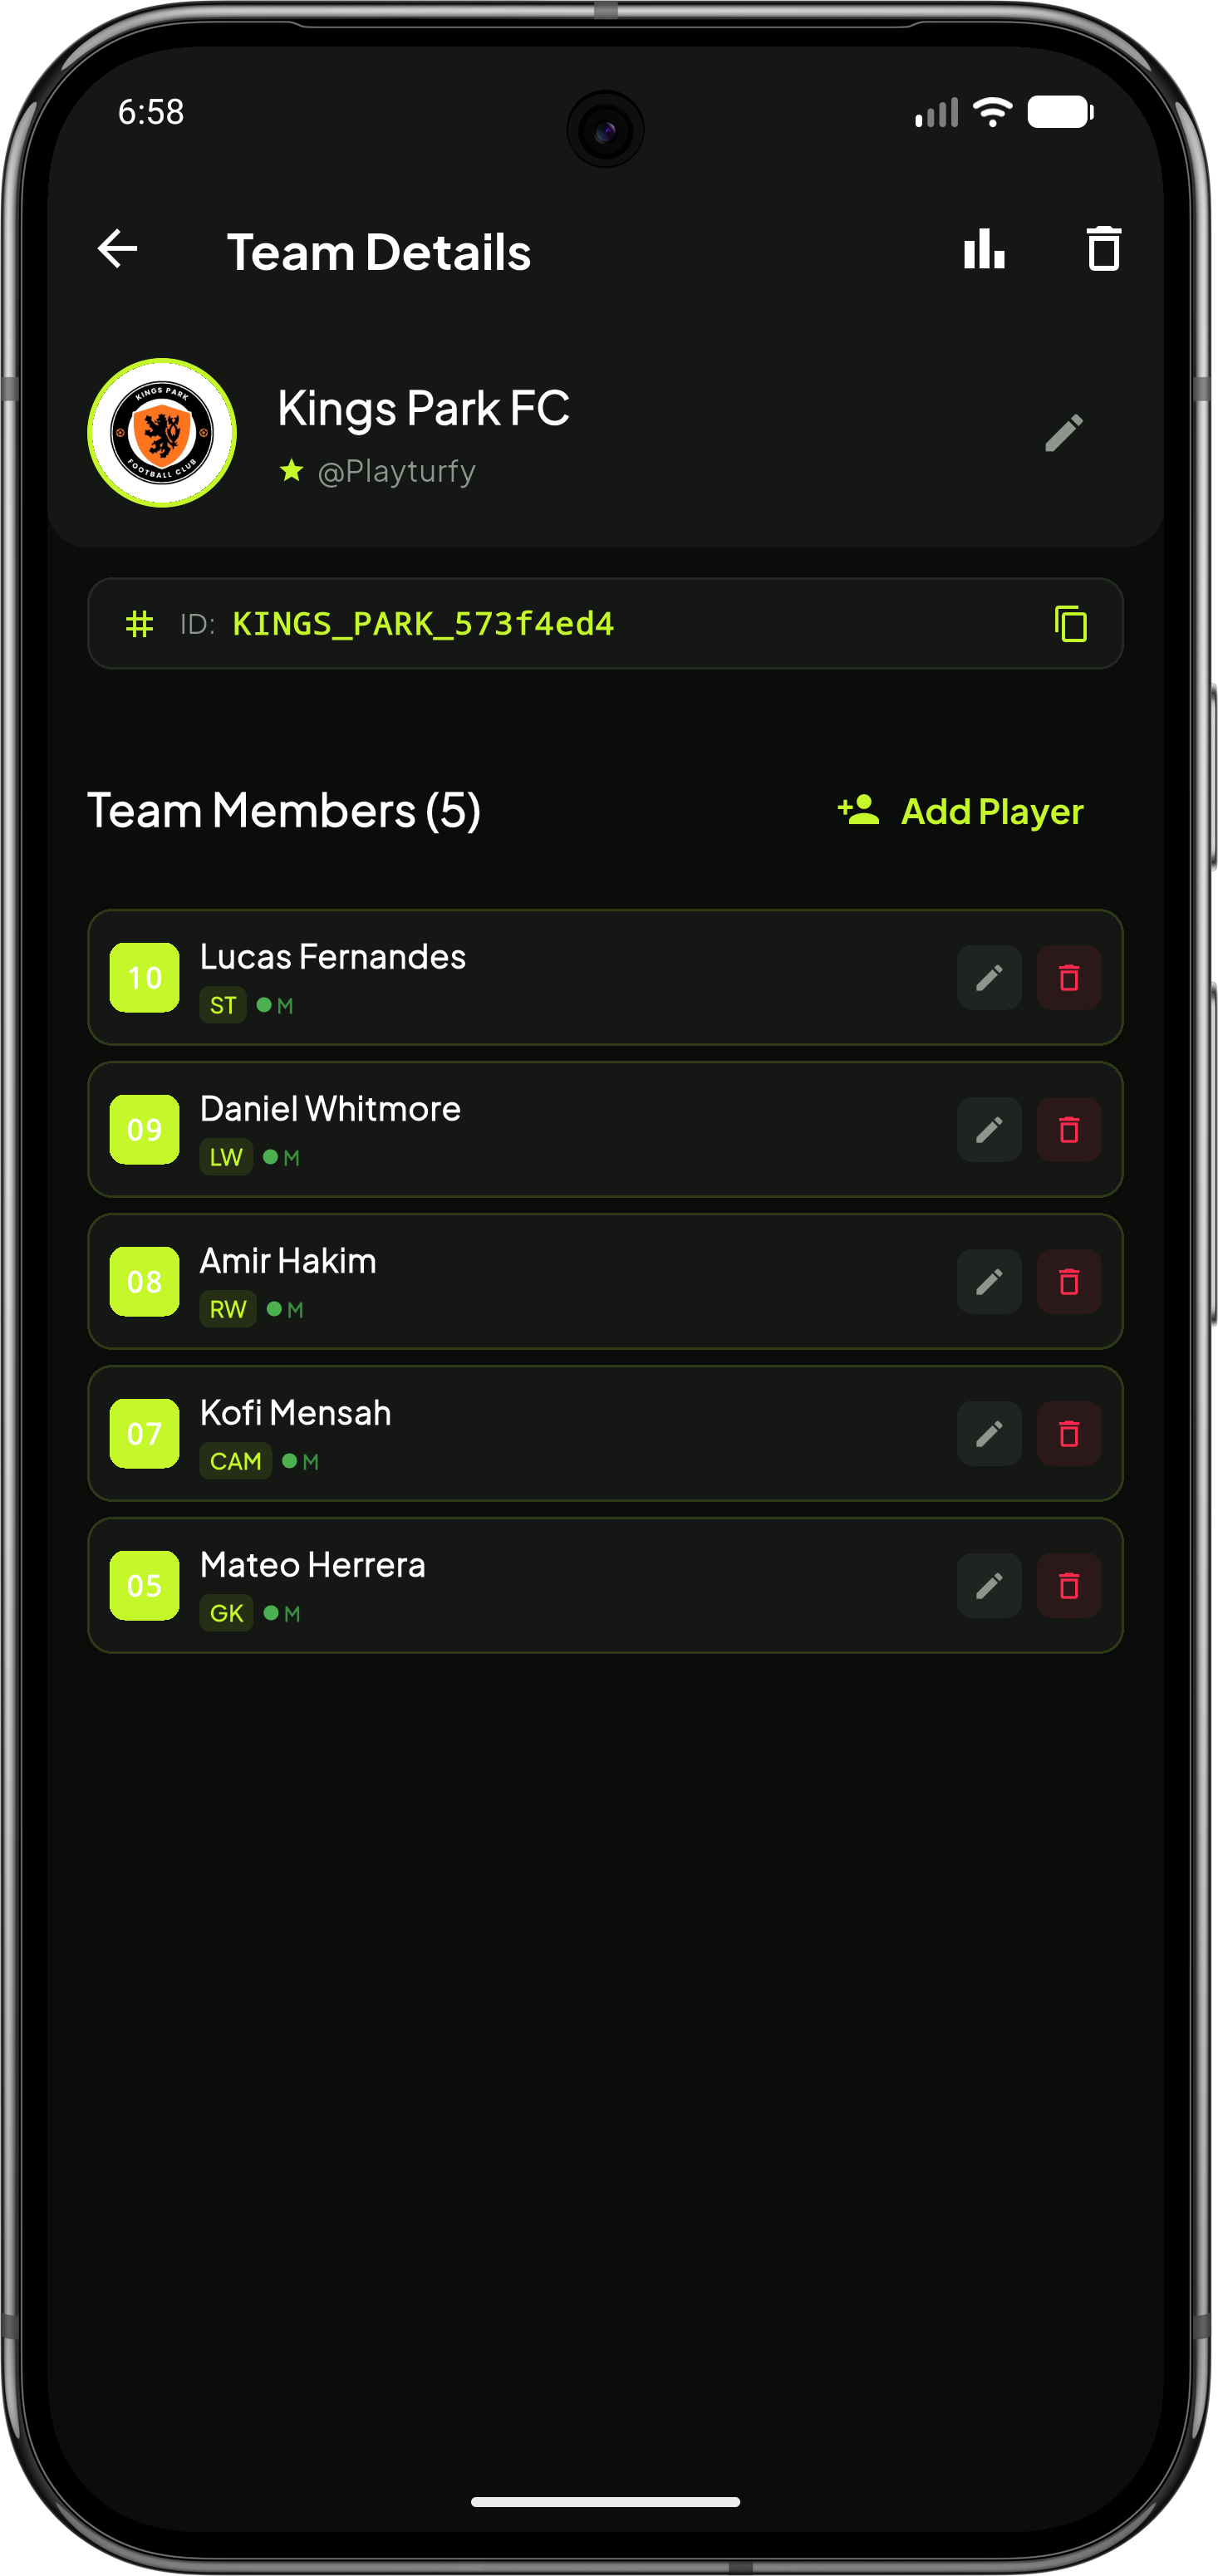 6:58
Team Details
KINGS PARK
FOOTBALL CLUB
Kings Park FC
@Playturfy
# ID: KINGS_PARK_573f4ed4
Team Members (5)
Add Player
10
Lucas Fernandes
ST M
09
Daniel Whitmore
LW M
08
Amir Hakim
RW M
07
Kofi Mensah
CAM M
05
Mateo Herrera
GK M